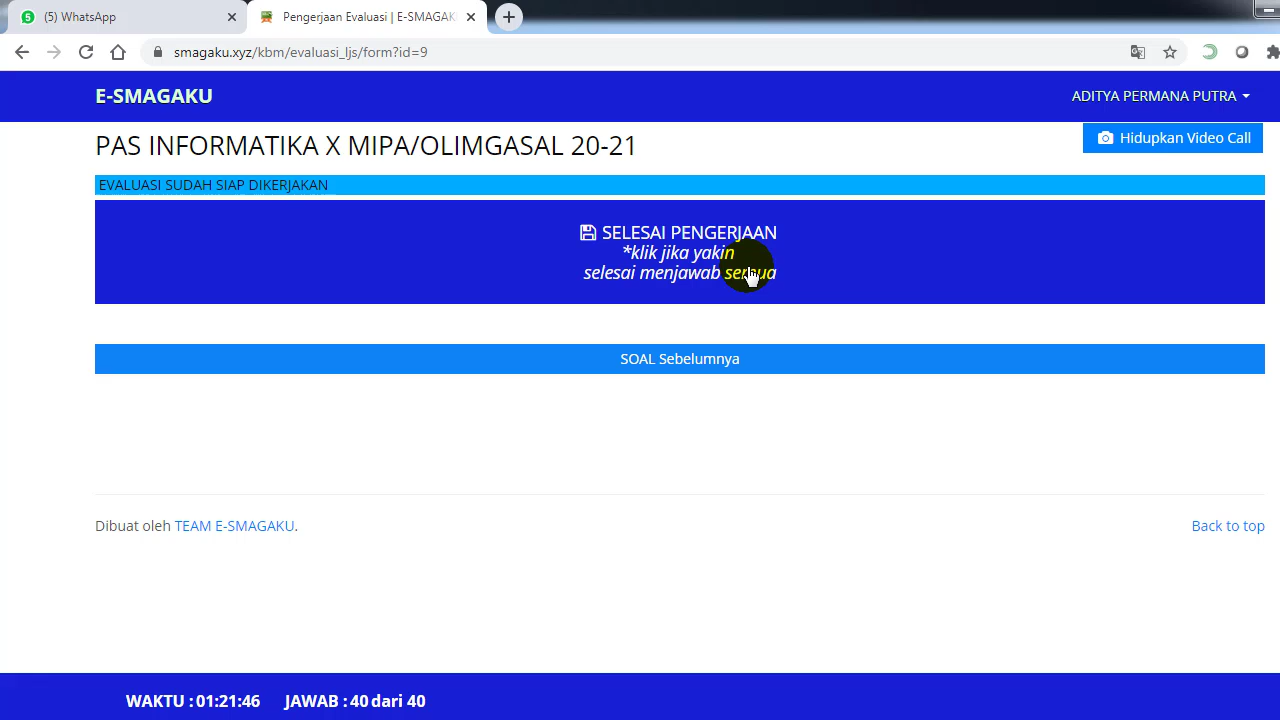 (5) WhatsApp
Pengerjaan Evaluasi | E-SMAGAK
smagaku.xyz/kbm/evaluasi_ljs/form?id=9
E-SMAGAKU
ADITYA PERMANA PUTRA
PAS INFORMATIKA X MIPA/OLIMGASAL 20-21
Hidupkan Video Call
EVALUASI SUDAH SIAP DIKERJAKAN
SELESAI PENGERJAAN
*klik jika yakin
selesai menjawab semua
SOAL Sebelumnya
Dibuat oleh TEAM E-SMAGAKU.
Back to top
WAKTU : 01:21:46 JAWAB : 40 dari 40